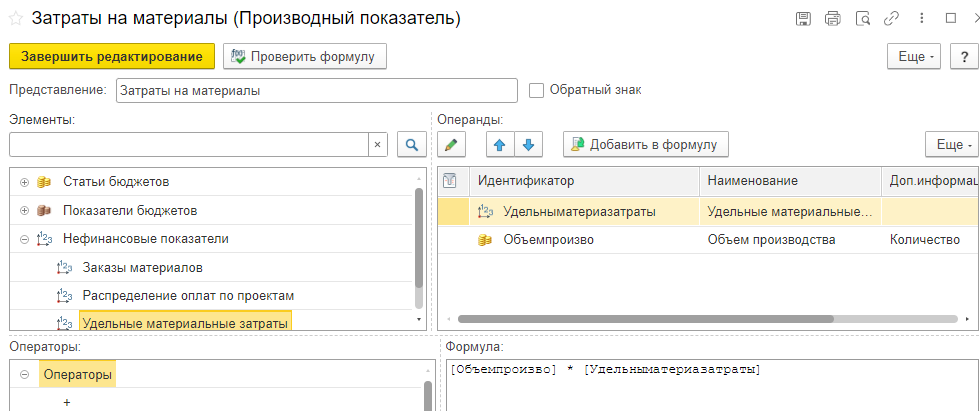 Затраты на материалы (Производный показатель)
Завершить редактирование
Проверить формулу
Еще
?
Представление: Затраты на материалы
Обратный знак
Элементы:
Операнды:
Добавить в формулу
Еще
Идентификатор Наименование Доп.информац
Статьи бюджетов
Показатели бюджетов
Нефинансовые показатели
Заказы материалов
Распределение оплат по проектам
Удельные материальные затраты
Удельныматериазатраты Удельные материальные...
Объемпроизво Объем производства Количество
Операторы:
Операторы
+
Формула:
[Объемпроизво] * [Удельныматериазатраты]